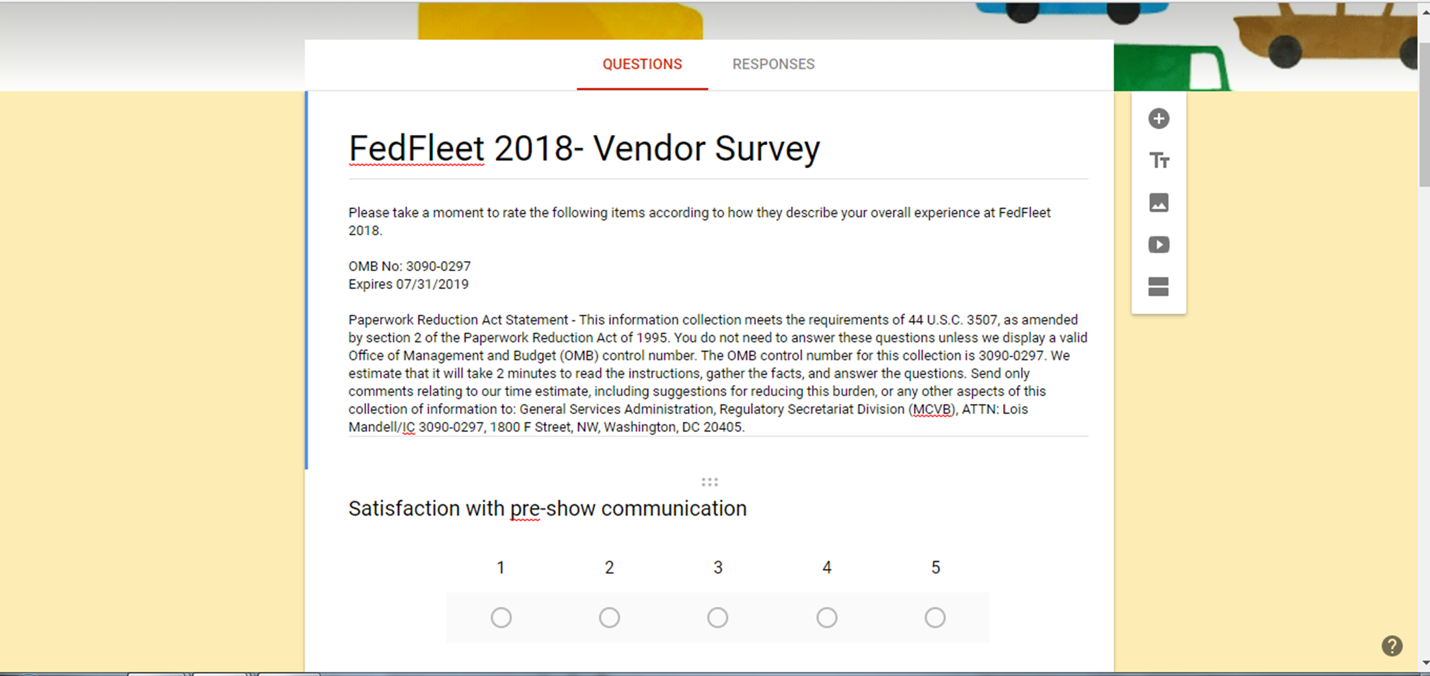 QUESTIONS RESPONSES
FedFleet 2018- Vendor Survey
Please take a moment to rate the following items according to how they describe your overall experience at FedFleet
2018.
OMB No: 3090-0297
Expires 07/31/2019
Paperwork Reduction Act Statement - This information collection meets the requirements of 44 U.S.C. 3507, as amended
by section 2 of the Paperwork Reduction Act of 1995. You do not need to answer these questions unless we display a valid
Office of Management and Budget (OMB) control number. The OMB control number for this collection is 3090-0297. We
estimate that it will take 2 minutes to read the instructions, gather the facts, and answer the questions. Send only
comments relating to our time estimate, including suggestions for reducing this burden, or any other aspects of this
collection of information to: General Services Administration, Regulatory Secretariat Division (MCVB), ATTN: Lois
Mandell/IC 3090-0297, 1800 F Street, NW, Washington, DC 20405.
Satisfaction with pre-show communication
1 2 3 4 5